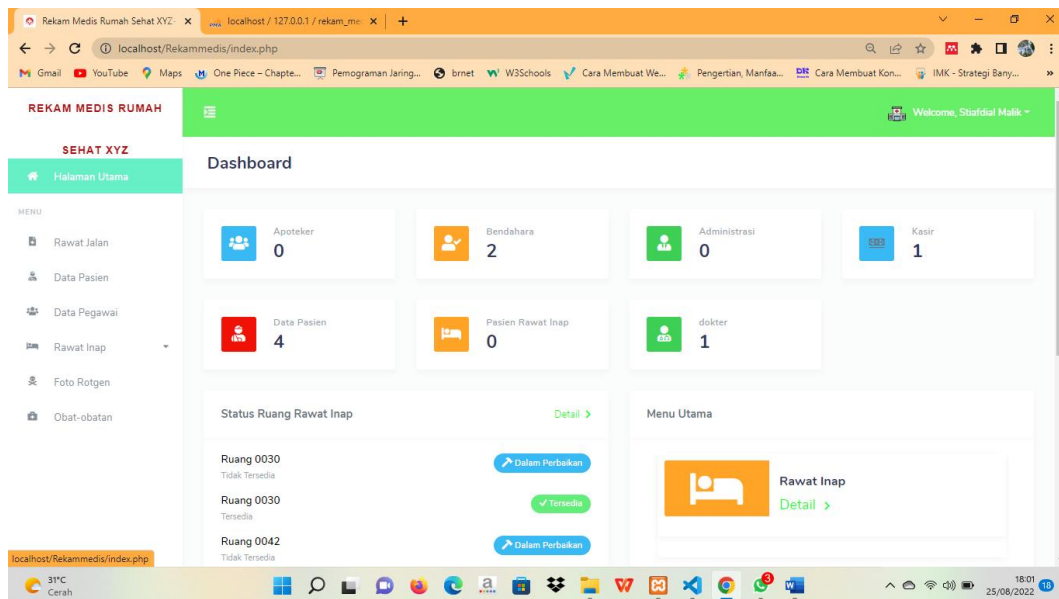 Rekam Medis Rumah Sehat XYZ
localhost / 127.0.0.1 / rekam_me
localhost/Rekammedis/index.php
Gmail
YouTube
Maps
One Piece – Chapte...
Pemograman Jaring...
brnet
W3Schools
Cara Membuat We...
Pengertian, Manfaa...
Cara Membuat Kon...
IMK - Strategi Bany...
REKAM MEDIS RUMAH
SEHAT XYZ
Welcome, Stiafdial Malik
Halaman Utama
MENU
Rawat Jalan
Data Pasien
Data Pegawai
Rawat Inap
Foto Rotgen
Obat-obatan
Dashboard
Apoteker
0
Bendahara
2
Administrasi
0
Kasir
1
Data Pasien
4
Pasien Rawat Inap
0
dokter
1
Status Ruang Rawat Inap
Detail >
Ruang 0030
Tidak Tersedia
Dalam Perbaikan
Ruang 0030
Tersedia
Tersedia
Ruang 0042
Tidak Tersedia
Dalam Perbaikan
Menu Utama
Rawat Inap
Detail >
localhost/Rekammedis/index.php
31°C
Cerah
3
18:01
25/08/2022
18